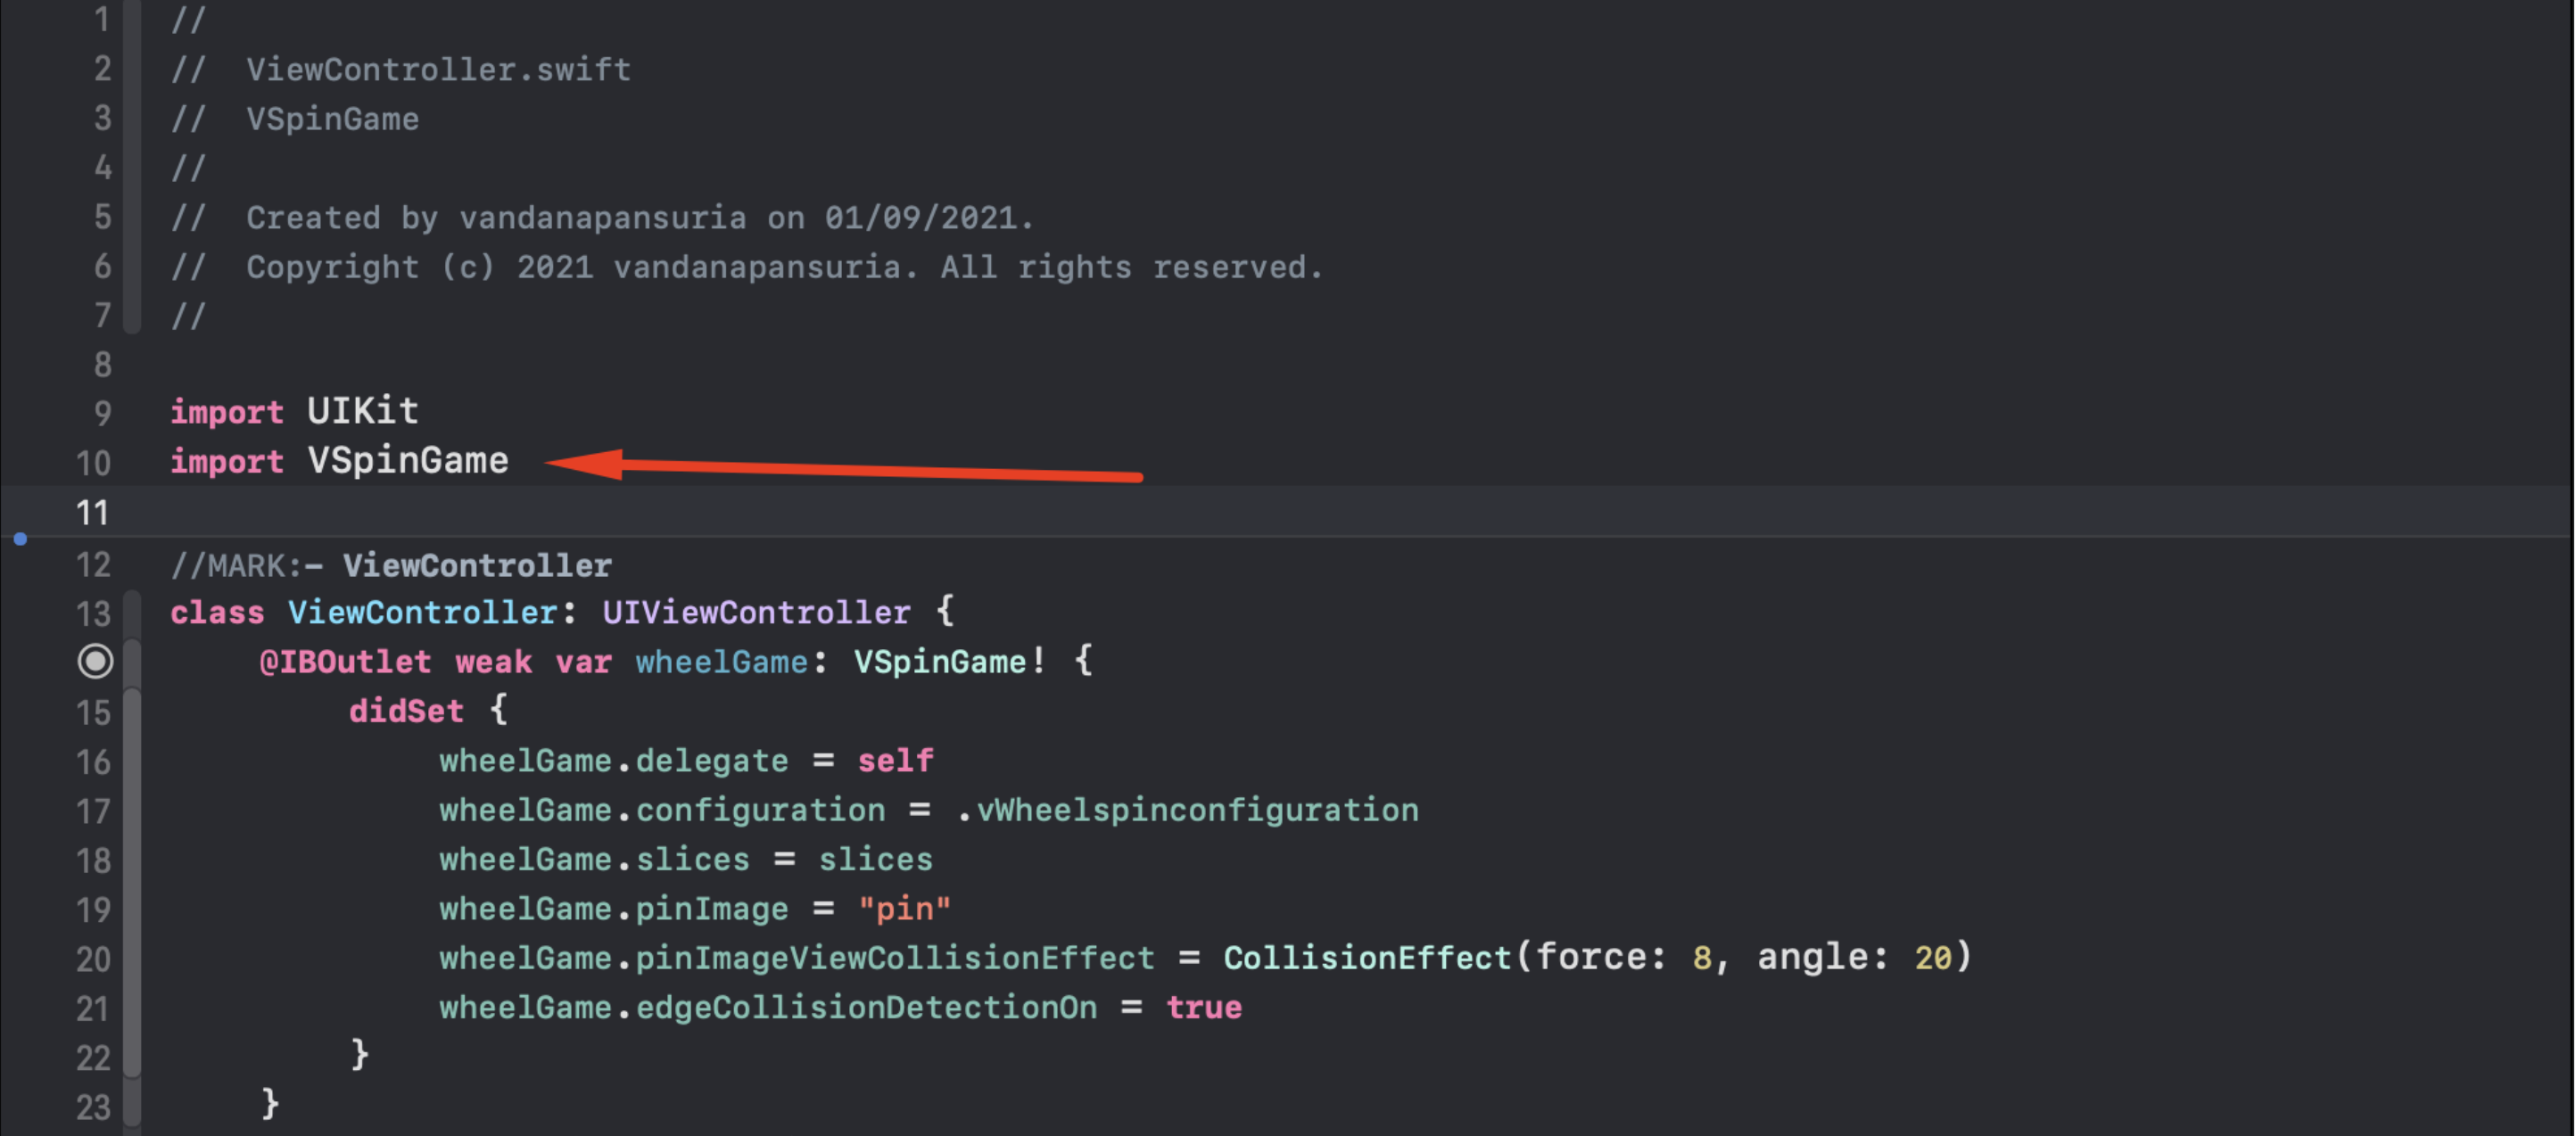 1 //
2 //  ViewController.swift
3 //  VSpinGame
4 //
5 //  Created by vandanapansuria on 01/09/2021.
6 //  Copyright (c) 2021 vandanapansuria. All rights reserved.
7 //
8
9 import UIKit
10 import VSpinGame
11
12 //MARK:- ViewController
13 class ViewController: UIViewController {
@IBOutlet weak var wheelGame: VSpinGame! {
15 didSet {
16 wheelGame.delegate = self
17 wheelGame.configuration = .vWheelspinconfiguration
18 wheelGame.slices = slices
19 wheelGame.pinImage = "pin"
20 wheelGame.pinImageViewCollisionEffect = CollisionEffect(force: 8, angle: 20)
21 wheelGame.edgeCollisionDetectionOn = true
22 }
23 }